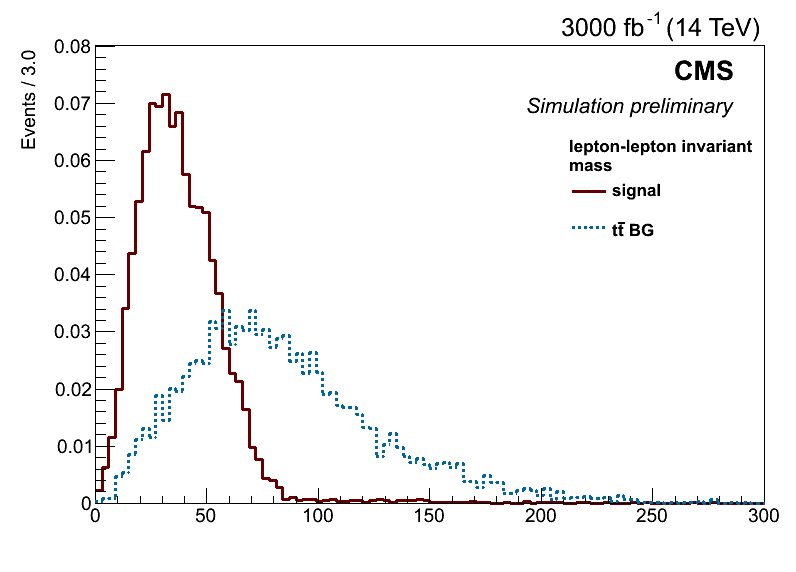 3000 fb⁻¹ (14 TeV)
Events / 3.0
0.08
0.07
0.06
0.05
0.04
0.03
0.02
0.01
0
CMS
Simulation preliminary
lepton-lepton invariant
mass
signal
tt̄ BG
0 50 100 150 200 250 300